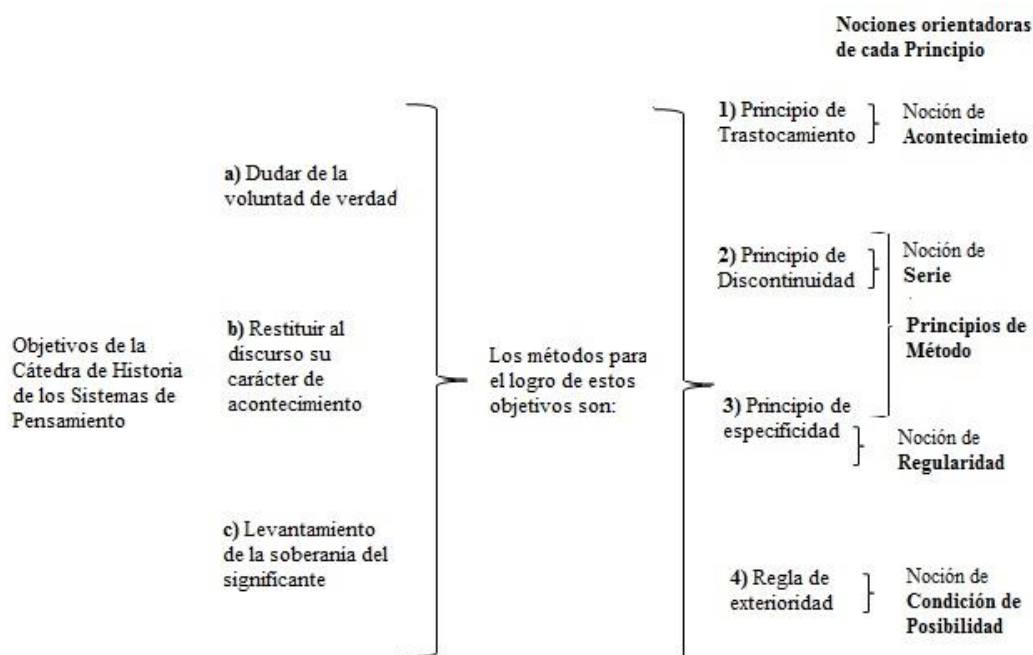 Nociones orientadoras
de cada Principio
Objetivos de la
Cátedra de Historia
de los Sistemas de
Pensamiento
a) Dudar de la
voluntad de verdad
b) Restituir al
discurso su
carácter de
acontecimiento
c) Levantamiento
de la soberanía del
significante
Los métodos para
el logro de estos
objetivos son:
1) Principio de
Trastocamiento
Noción de
Acontecimieto
2) Principio de
Discontinuidad
Noción de
Serie
Principios de
Método
3) Principio de
especificidad
Noción de
Regularidad
4) Regla de
exterioridad
Noción de
Condición de
Posibilidad